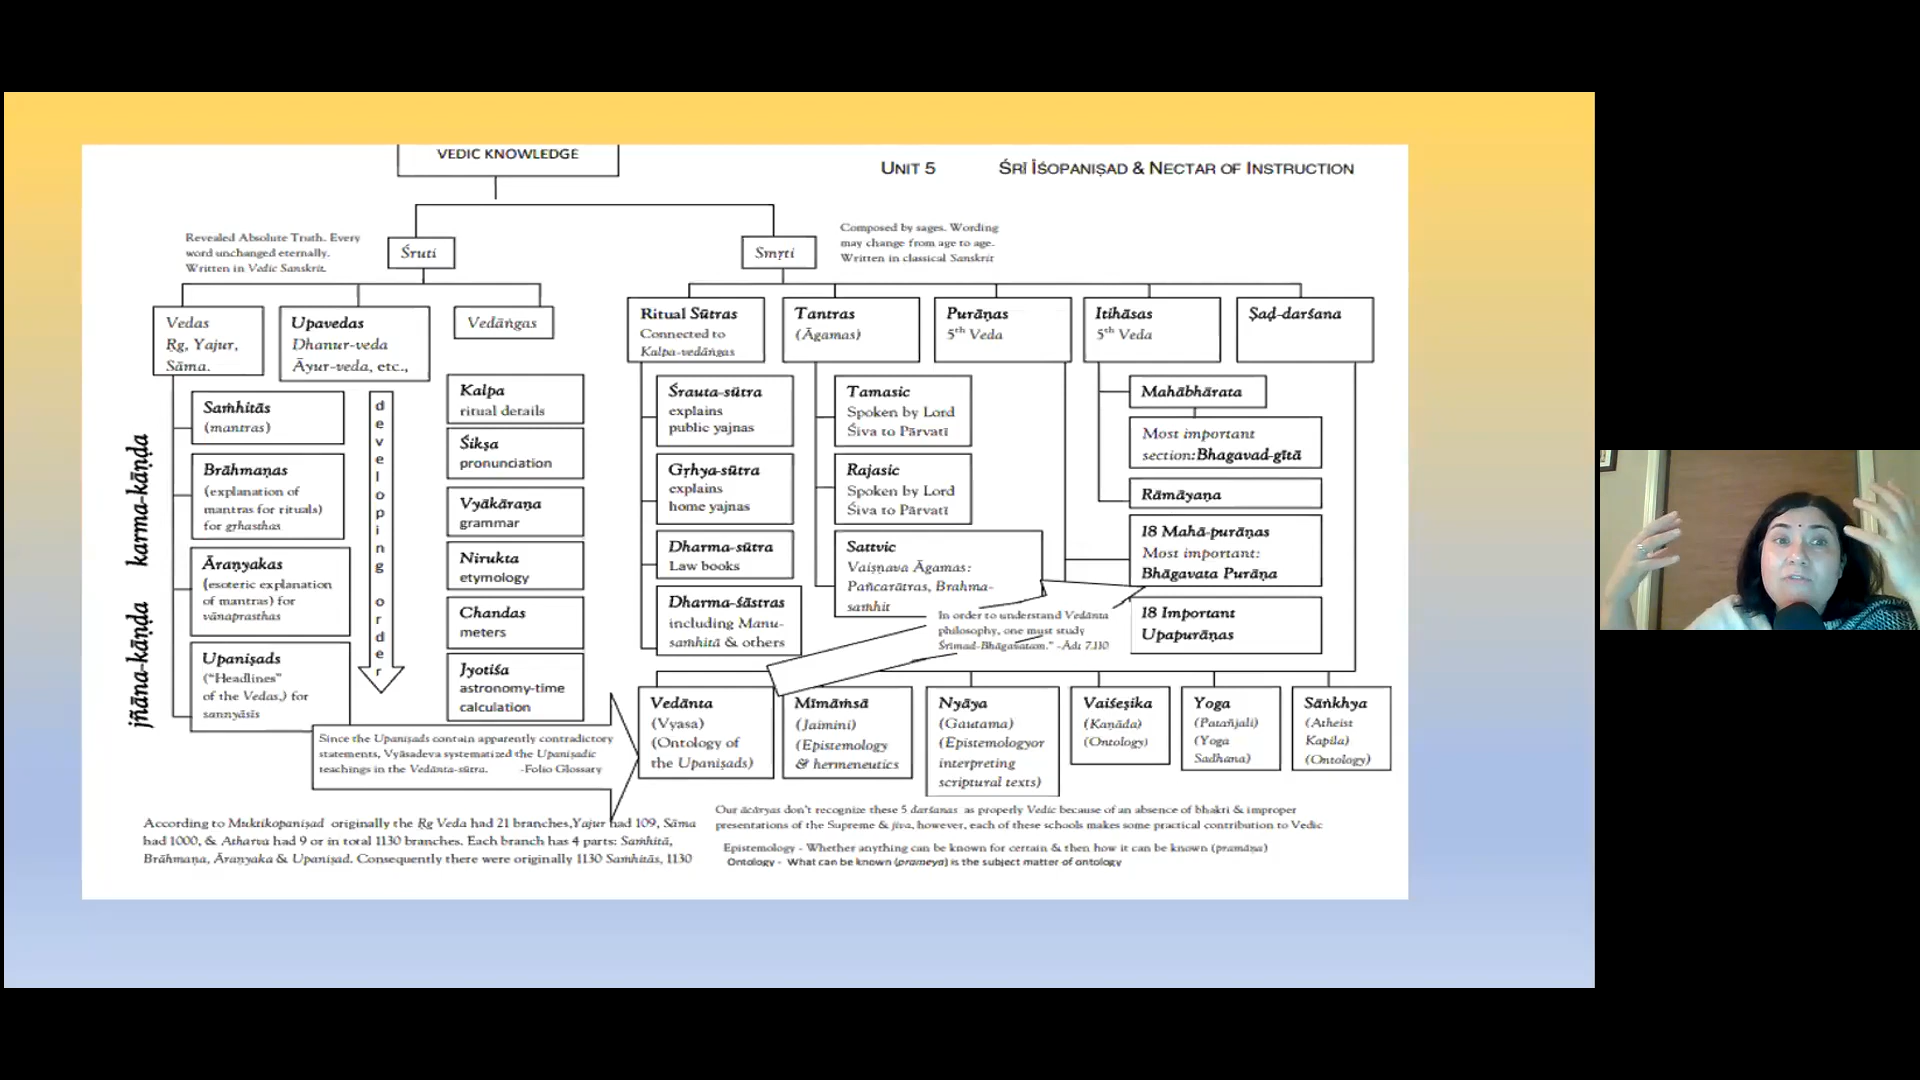 VEDIC KNOWLEDGE
UNIT 5 ŚRĪ ĪŚOPANIṢAD & NECTAR OF INSTRUCTION
Revealed Absolute Truth. Every
word unchanged eternally.
Written in Vedic Sanskrit.
Śruti
Smṛti
Composed by sages. Wording
may change from age to age.
Written in classical Sanskrit
Vedas
Ṛg, Yajur,
Sāma.
Upavedas
Dhanur-veda
Āyur-veda, etc.,
Vedāṅgas
Ritual Sūtras
Connected to
Kalpa-vedāṅgas
Tantras
(Āgamas)
Purāṇas
5th Veda
Itihāsas
5th Veda
Ṣaḍ-darśana
karma-kāṇḍa
jñāna-kāṇḍa
Saṁhitās
(mantras)
Brāhmaṇas
(explanation of
mantras for rituals)
for gṛhasthas
Āraṇyakas
(esoteric explanation
of mantras) for
vānaprasthas
Upaniṣads
("Headlines"
of the Vedas,) for
sannyāsīs
developing order
Kalpa
ritual details
Śikṣa
pronunciation
Vyākāraṇa
grammar
Nirukta
etymology
Chandas
meters
Jyotiśa
astronomy-time
calculation
Śrauta-sūtra
explains
public yajnas
Gṛhya-sūtra
explains
home yajnas
Dharma-sūtra
Law books
Dharma-śāstras
including Manu-
saṁhitā & others
Tamasic
Spoken by Lord
Śiva to Pārvatī
Rajasic
Spoken by Lord
Śiva to Pārvatī
Sattvic
Vaiṣṇava Āgamas:
Pañcarātras, Brahma-
saṁhit
Mahābhārata
Most important
section: Bhagavad-gītā
Rāmāyaṇa
18 Mahā-purāṇas
Most important:
Bhāgavata Purāṇa
18 Important
Upapurāṇas
In order to understand Vedānta
philosophy, one must study
Śrīmad-Bhāgavatam." -Ādi 7.110
Since the Upaniṣads contain apparently contradictory
statements, Vyāsadeva systematized the Upaniṣadic
teachings in the Vedānta-sūtra. -Folio Glossary
Vedānta
(Vyasa)
(Ontology of
the Upaniṣads)
Mīmāṁsā
(Jaimini)
(Epistemology
& hermeneutics
Nyāya
(Gautama)
(Epistemologyor
interpreting
scriptural texts)
Vaiśeṣika
(Kaṇāda)
(Ontology)
Yoga
(Patañjali)
(Yoga
Sadhana)
Sāṅkhya
(Atheist
Kapila)
(Ontology)
According to Muktikopaniṣad originally the Ṛg Veda had 21 branches,Yajur had 109, Sāma
had 1000, & Atharva had 9 or in total 1130 branches. Each branch has 4 parts: Saṁhitā,
Brāhmaṇa, Āraṇyaka & Upaniṣad. Consequently there were originally 1130 Saṁhitās, 1130
Our ācāryas don't recognize these 5 darśanas as properly Vedic because of an absence of bhakti & improper
presentations of the Supreme & jīva, however, each of these schools makes some practical contribution to Vedic
Epistemology - Whether anything can be known for certain & then how it can be known (pramāṇa)
Ontology - What can be known (prameya) is the subject matter of ontology